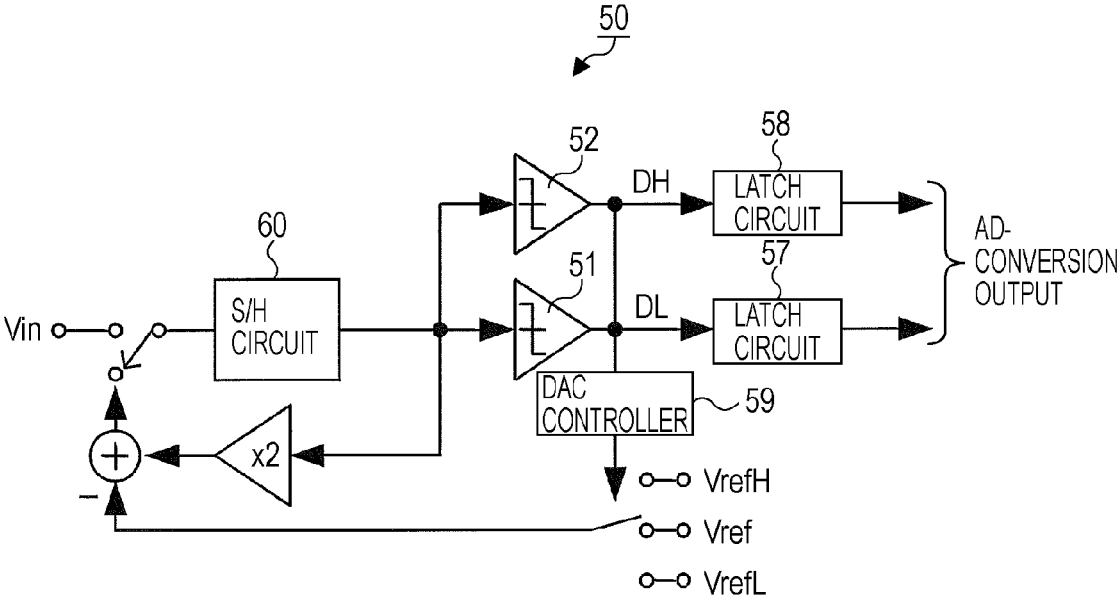 50
52
58
DH
LATCH
CIRCUIT
60
51
57
AD-
CONVERSION
OUTPUT
Vin
S/H
CIRCUIT
DL
LATCH
CIRCUIT
DAC
CONTROLLER
59
+
x2
−
VrefH
Vref
VrefL